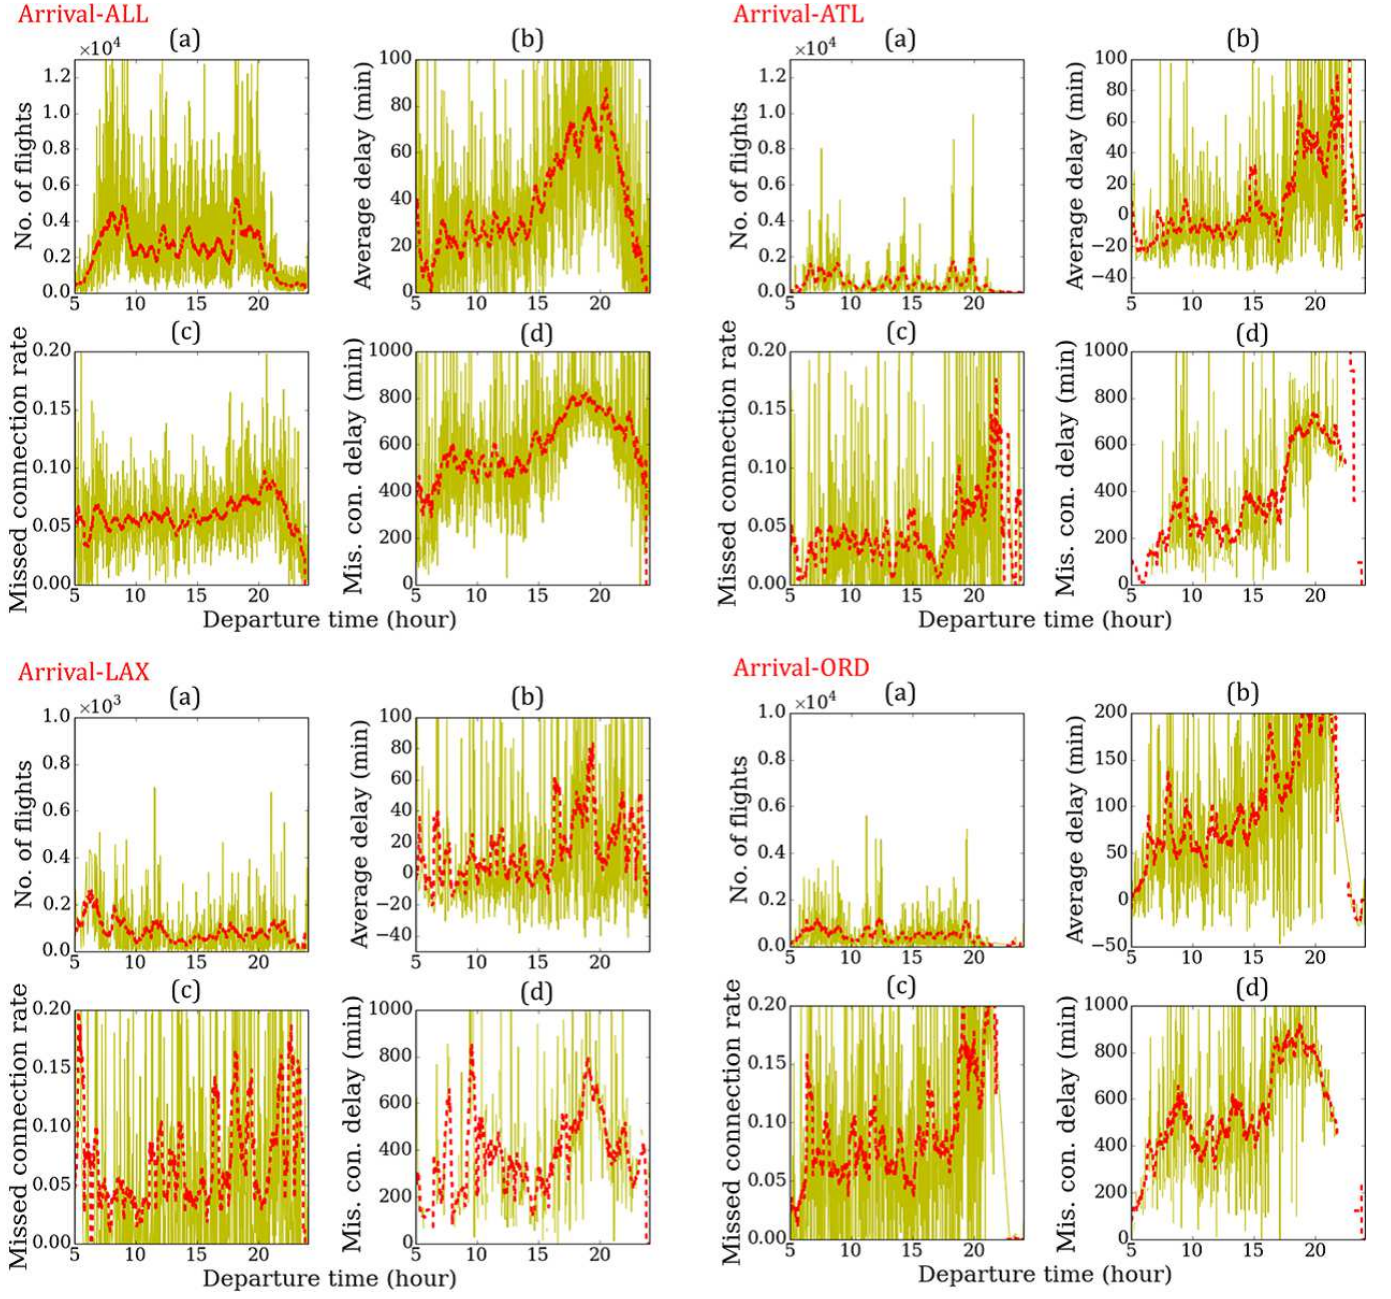 Arrival-ALL
(a)
(b)
×10⁴
No. of flights
1.2
1.0
0.8
0.6
0.4
0.2
0.0
5 10 15 20
Average delay (min)
100
80
60
40
20
0
5 10 15 20
(c)
(d)
Missed connection rate
0.20
0.15
0.10
0.05
0.00
5 10 15 20
Mis. con. delay (min)
1000
800
600
400
200
0
5 10 15 20
Departure time (hour)
Arrival-ATL
(a)
(b)
×10⁴
No. of flights
1.2
1.0
0.8
0.6
0.4
0.2
0.0
5 10 15 20
Average delay (min)
100
80
60
40
20
0
−20
−40
5 10 15 20
(c)
(d)
Missed connection rate
0.20
0.15
0.10
0.05
0.00
5 10 15 20
Mis. con. delay (min)
1000
800
600
400
200
0
5 10 15 20
Departure time (hour)
Arrival-LAX
(a)
(b)
×10³
No. of flights
1.0
0.8
0.6
0.4
0.2
0.0
5 10 15 20
Average delay (min)
100
80
60
40
20
0
−20
−40
5 10 15 20
(c)
(d)
Missed connection rate
0.20
0.15
0.10
0.05
0.00
5 10 15 20
Mis. con. delay (min)
1000
800
600
400
200
0
5 10 15 20
Departure time (hour)
Arrival-ORD
(a)
(b)
×10⁴
No. of flights
1.0
0.8
0.6
0.4
0.2
0.0
5 10 15 20
Average delay (min)
200
150
100
50
0
−50
5 10 15 20
(c)
(d)
Missed connection rate
0.20
0.15
0.10
0.05
0.00
5 10 15 20
Mis. con. delay (min)
1000
800
600
400
200
0
5 10 15 20
Departure time (hour)